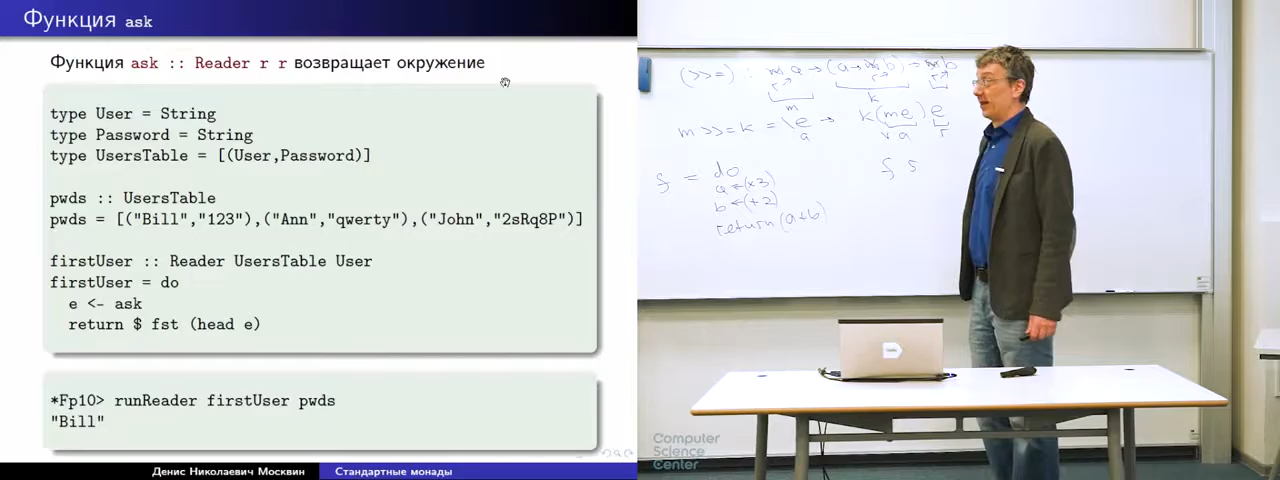 Функция ask
Функция ask :: Reader r r возвращает окружение
type User = String
type Password = String
type UsersTable = [(User,Password)]
pwds :: UsersTable
pwds = [("Bill","123"),("Ann","qwerty"),("John","2sRq8P")]
firstUser :: Reader UsersTable User
firstUser = do
  e <- ask
  return $ fst (head e)
*Fp10> runReader firstUser pwds
"Bill"
Денис Николаевич Москвин
Стандартные монады
m >>= k = \e → k(me) e
f = do
a ← (*3)
b ← (+2)
return (a+b)
f 5
Computer
Science
Center